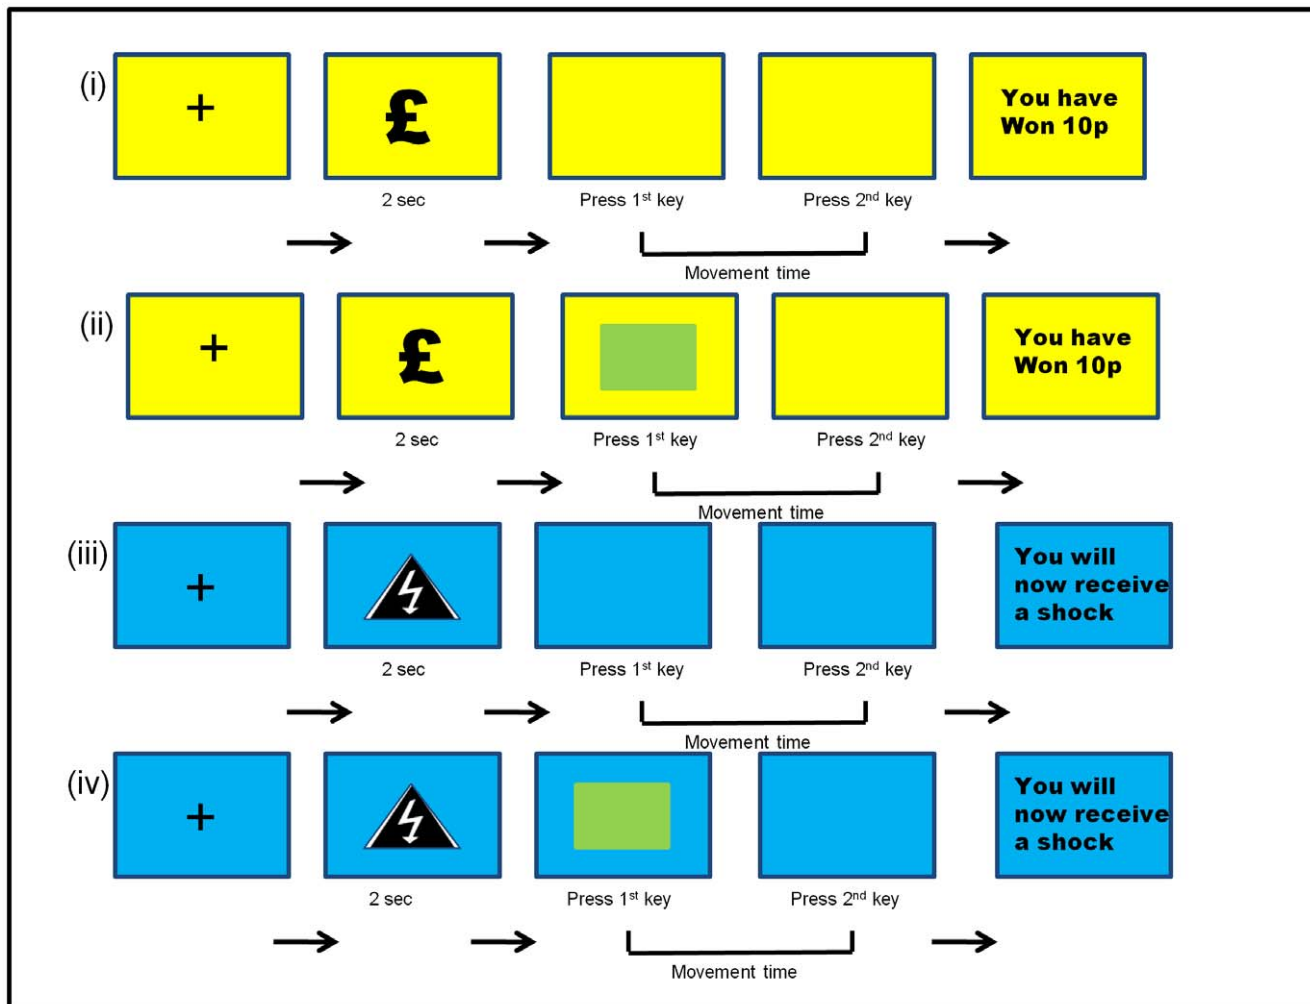 (i)
+
£
You have
Won 10p
2 sec
Press 1st key
Press 2nd key
Movement time
(ii)
+
£
You have
Won 10p
2 sec
Press 1st key
Press 2nd key
Movement time
(iii)
+
You will
now receive
a shock
2 sec
Press 1st key
Press 2nd key
Movement time
(iv)
+
You will
now receive
a shock
2 sec
Press 1st key
Press 2nd key
Movement time